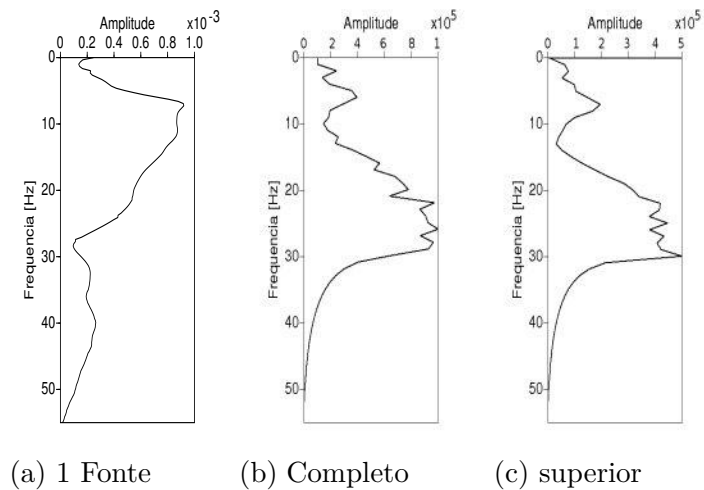 Amplitude x10^-3
0 0.2 0.4 0.6 0.8 1.0
0
10
20
30
40
50
Frequencia [Hz]
(a) 1 Fonte
Amplitude x10^5
0 2 4 6 8 1
0
10
20
30
40
50
Frequencia [Hz]
(b) Completo
Amplitude x10^5
0 1 2 3 4 5
0
10
20
30
40
50
Frequencia [Hz]
(c) superior